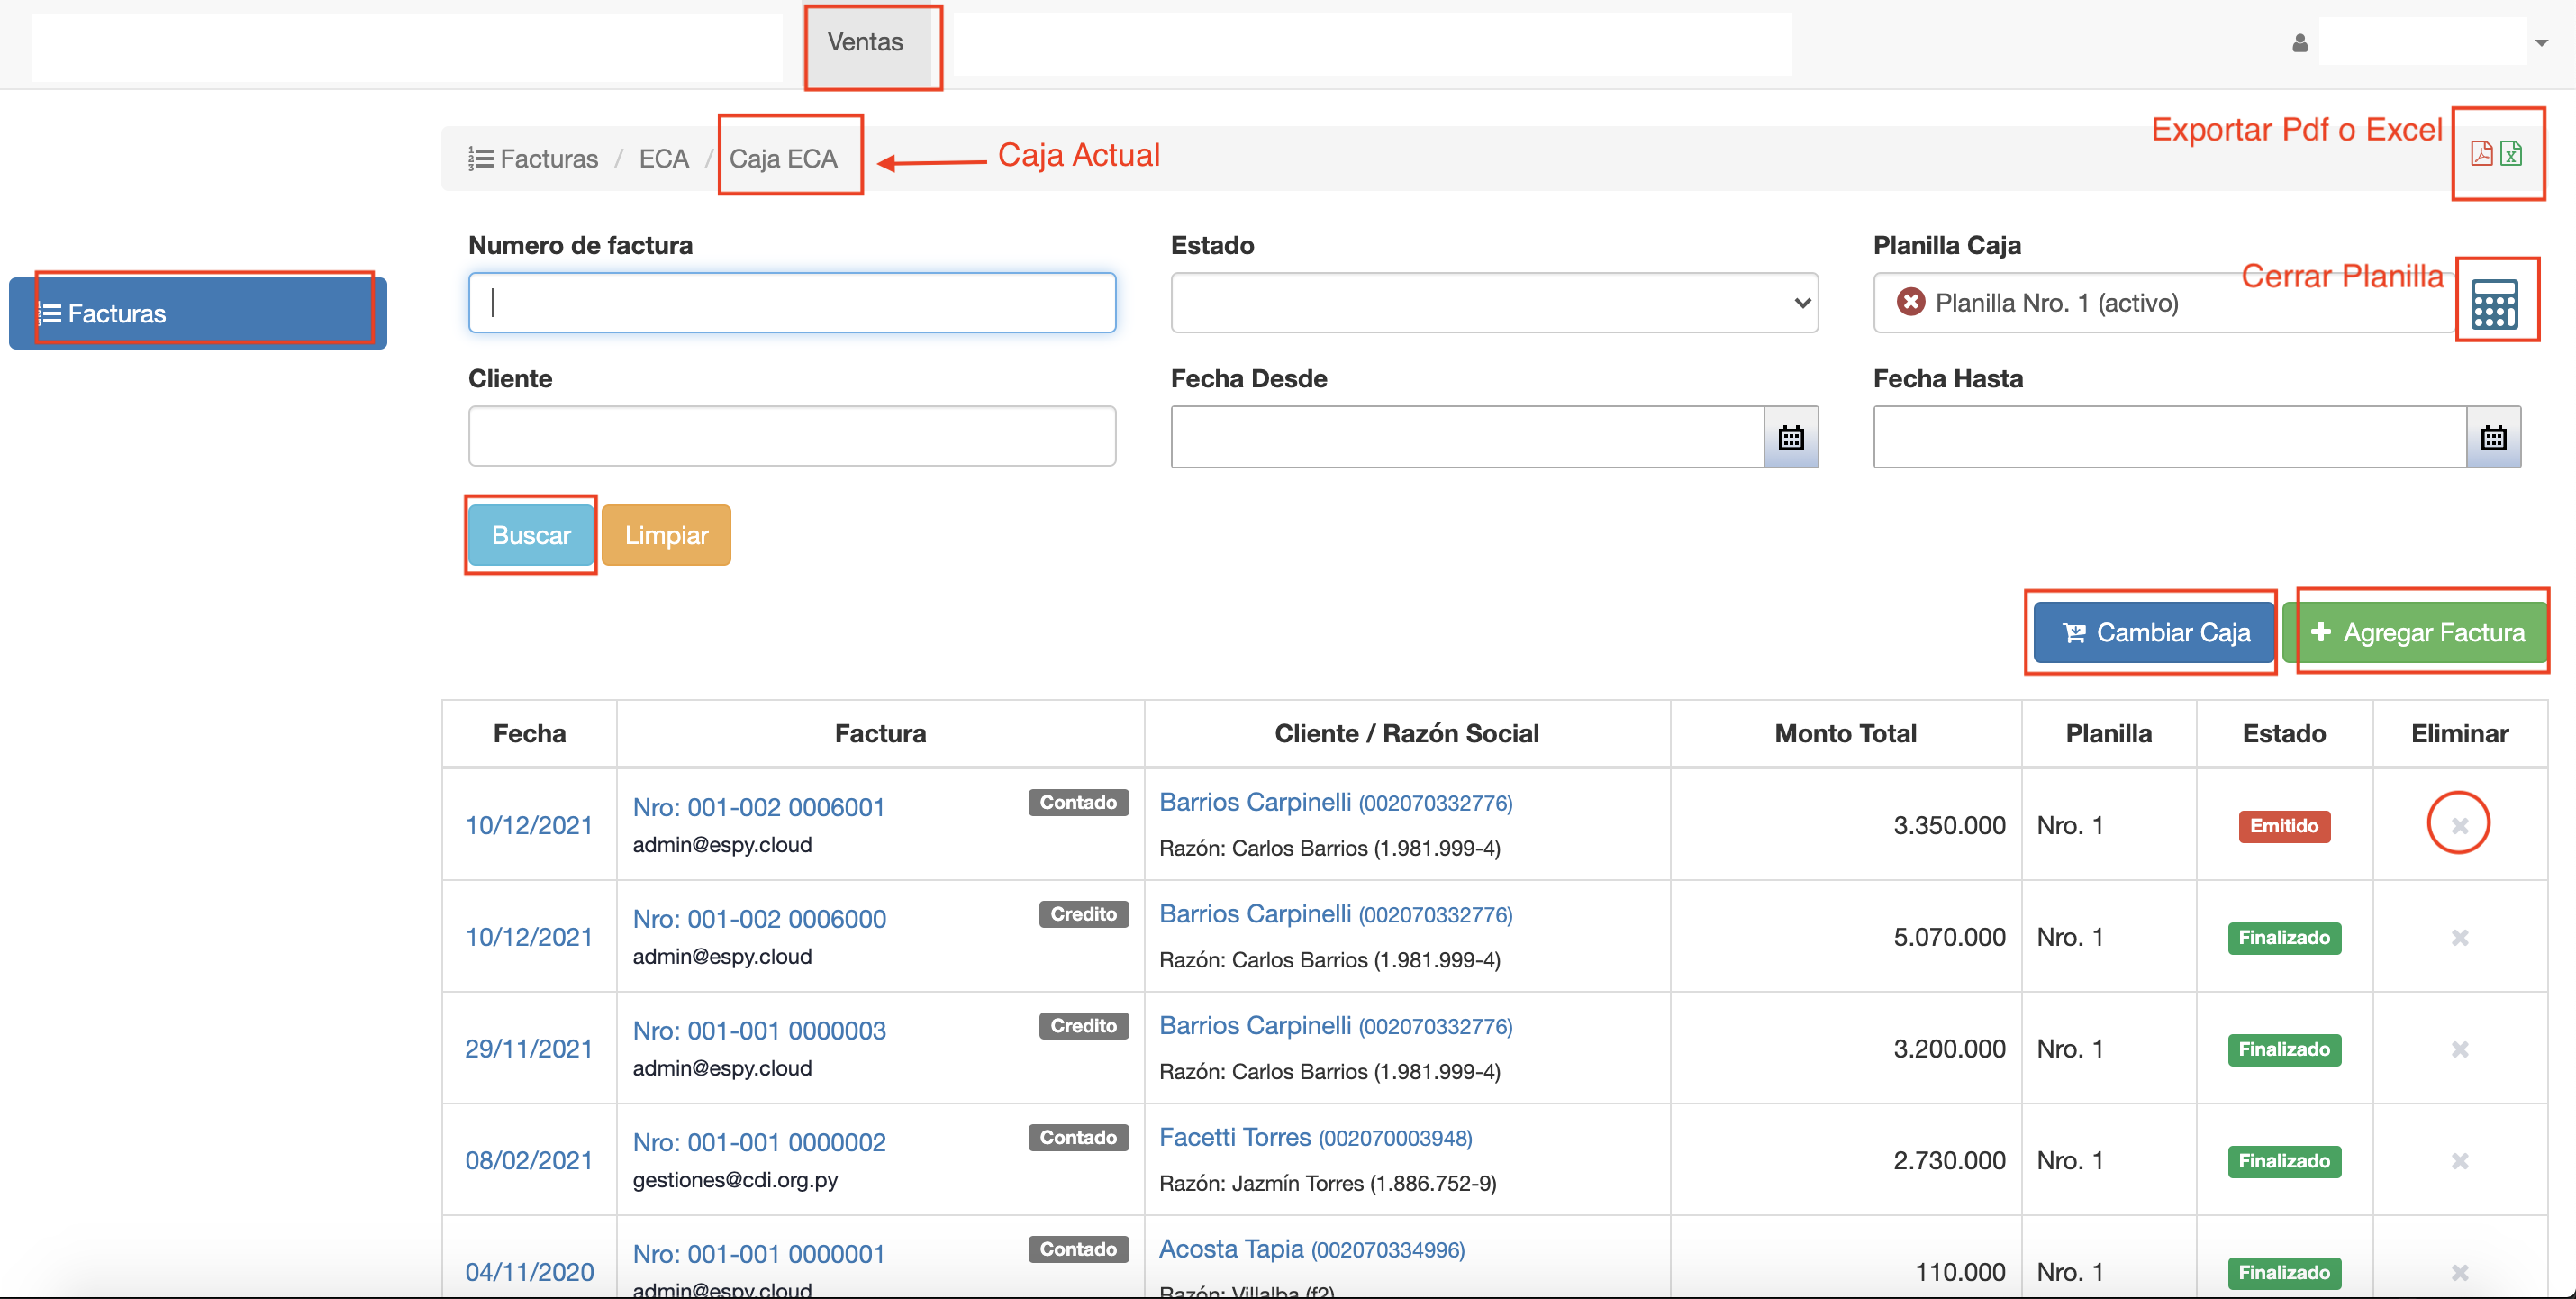 Ventas
Facturas / ECA / Caja ECA
Caja Actual
Exportar Pdf o Excel
Facturas
Numero de factura
Estado
Planilla Caja
Cerrar Planilla
Planilla Nro. 1 (activo)
Cliente
Fecha Desde
Fecha Hasta
Buscar
Limpiar
Cambiar Caja
Agregar Factura
Fecha Factura Cliente / Razón Social Monto Total Planilla Estado Eliminar
10/12/2021
Nro: 001-002 0006001
Contado
admin@espy.cloud
Barrios Carpinelli (002070332776)
Razón: Carlos Barrios (1.981.999-4)
3.350.000
Nro. 1
Emitido
10/12/2021
Nro: 001-002 0006000
Credito
admin@espy.cloud
Barrios Carpinelli (002070332776)
Razón: Carlos Barrios (1.981.999-4)
5.070.000
Nro. 1
Finalizado
29/11/2021
Nro: 001-001 0000003
Credito
admin@espy.cloud
Barrios Carpinelli (002070332776)
Razón: Carlos Barrios (1.981.999-4)
3.200.000
Nro. 1
Finalizado
08/02/2021
Nro: 001-001 0000002
Contado
gestiones@cdi.org.py
Facetti Torres (002070003948)
Razón: Jazmín Torres (1.886.752-9)
2.730.000
Nro. 1
Finalizado
04/11/2020
Nro: 001-001 0000001
Contado
admin@espy.cloud
Acosta Tapia (002070334996)
Razón: Villalba (f2)
110.000
Nro. 1
Finalizado